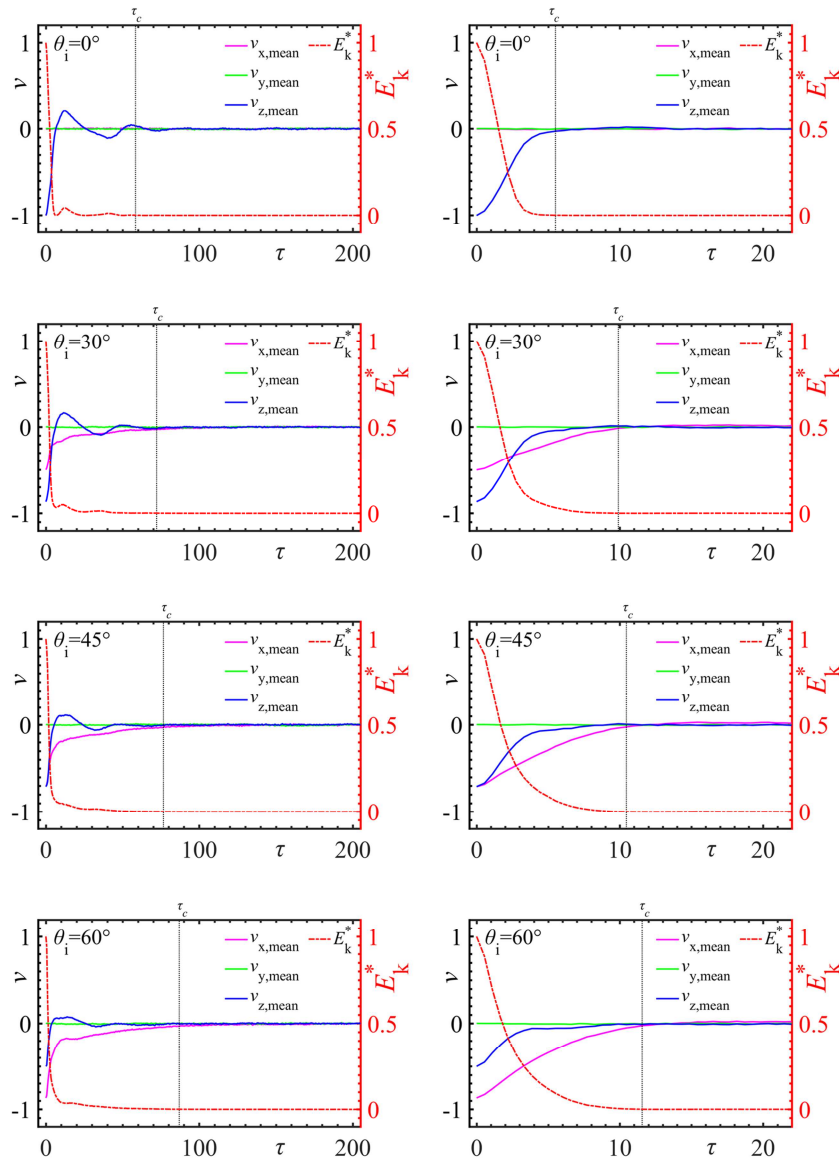 τc τc
θi=0° vx,mean Ek* 1 θi=0° vx,mean Ek* 1
1 vy,mean 1 vy,mean
vz,mean vz,mean
v 0 0.5 Ek* v 0 0.5 Ek*
-1 0 -1 0
0 100 τ 200 0 10 τ 20
τc τc
θi=30° vx,mean Ek* 1 θi=30° vx,mean Ek* 1
1 vy,mean 1 vy,mean
vz,mean vz,mean
v 0 0.5 Ek* v 0 0.5 Ek*
-1 0 -1 0
0 100 τ 200 0 10 τ 20
τc τc
θi=45° vx,mean Ek* 1 θi=45° vx,mean Ek* 1
1 vy,mean 1 vy,mean
vz,mean vz,mean
v 0 0.5 Ek* v 0 0.5 Ek*
-1 0 -1 0
0 100 τ 200 0 10 τ 20
τc τc
θi=60° vx,mean Ek* 1 θi=60° vx,mean Ek* 1
1 vy,mean 1 vy,mean
vz,mean vz,mean
v 0 0.5 Ek* v 0 0.5 Ek*
-1 0 -1 0
0 100 τ 200 0 10 τ 20